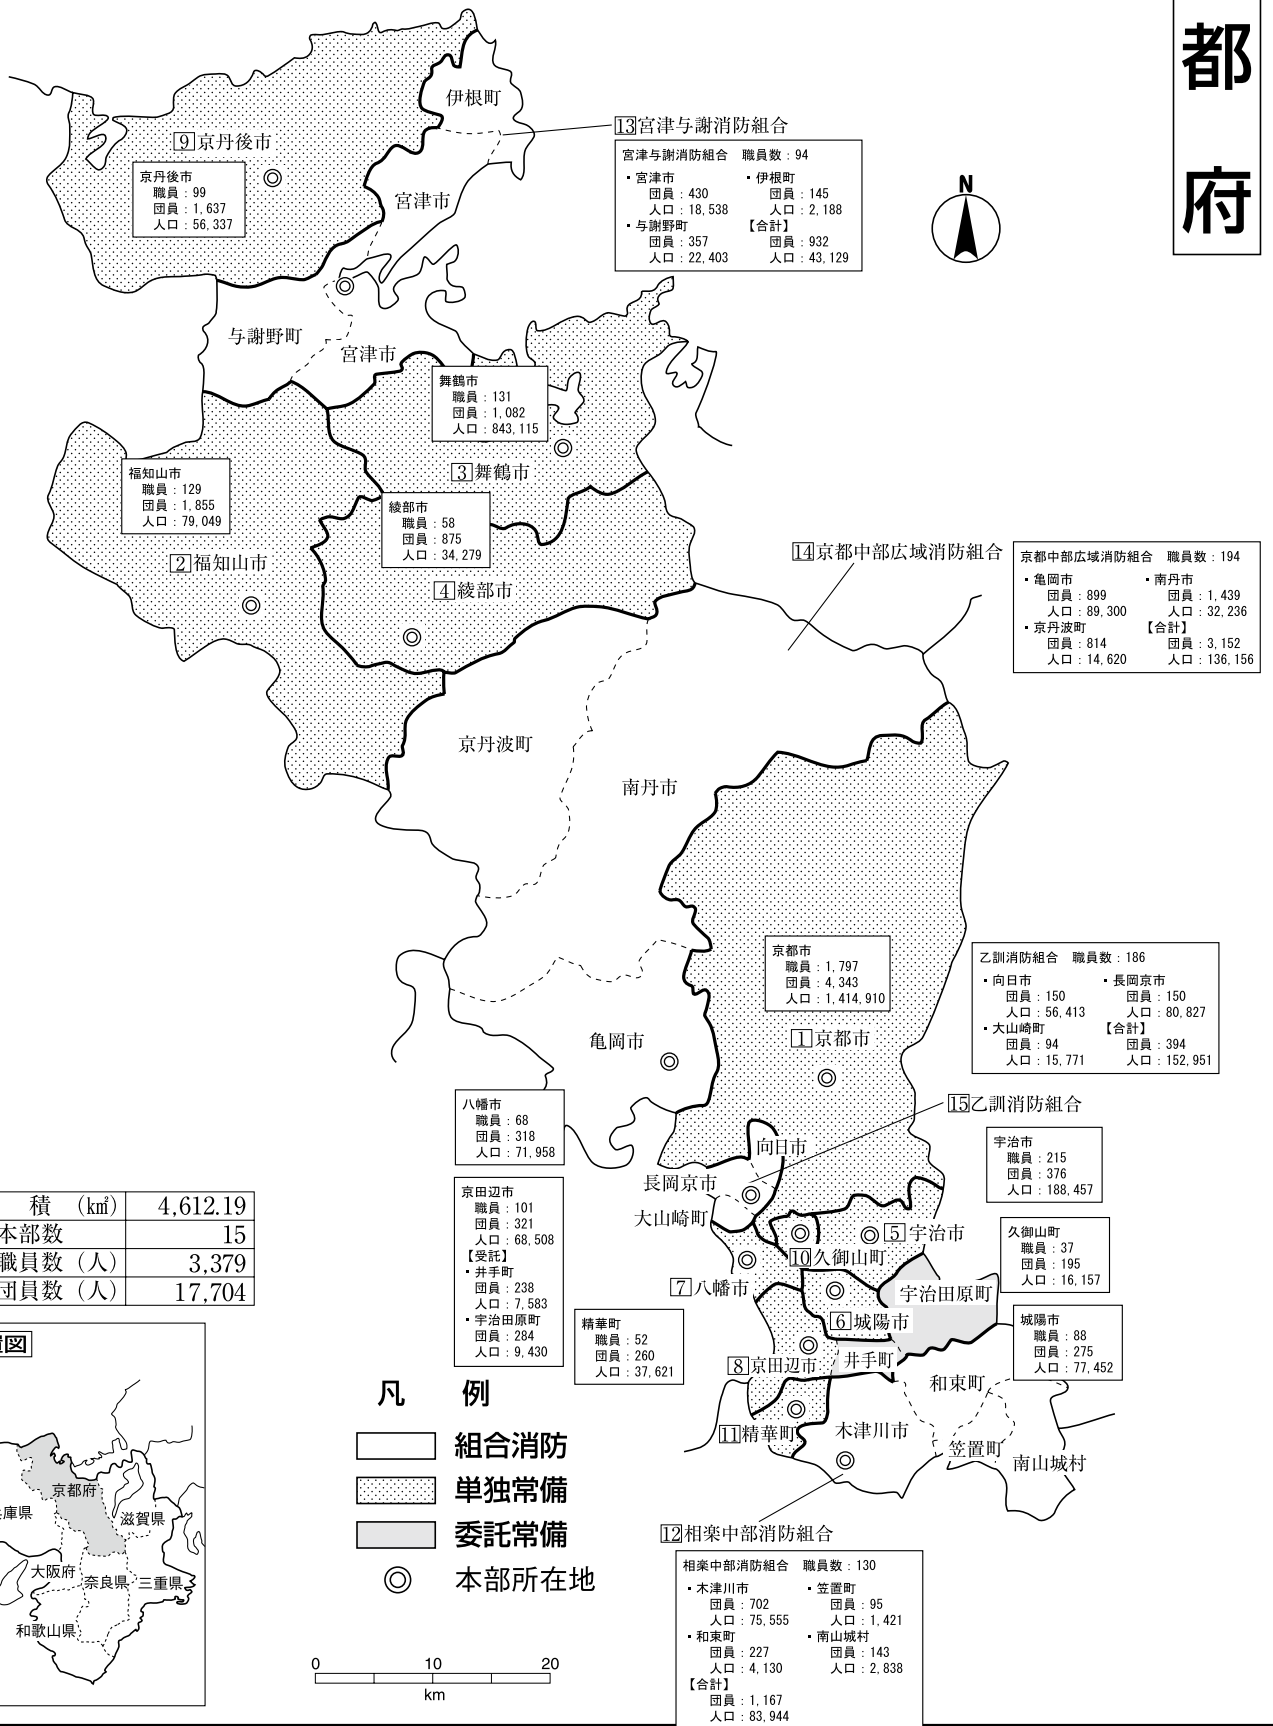 都
府
伊根町
9 京丹後市
京丹後市
職員：99
団員：1,637
人口：56,337
宮津市
13 宮津与謝消防組合
宮津与謝消防組合 職員数：94
・宮津市 ・伊根町
団員：430 団員：145
人口：18,538 人口：2,188
・与謝野町 【合計】
団員：357 団員：932
人口：22,403 人口：43,129
N
与謝野町
宮津市
舞鶴市
職員：131
団員：1,082
人口：843,115
3 舞鶴市
福知山市
職員：129
団員：1,855
人口：79,049
2 福知山市
綾部市
職員：58
団員：875
人口：34,279
4 綾部市
14 京都中部広域消防組合
京都中部広域消防組合 職員数：194
・亀岡市 ・南丹市
団員：899 団員：1,439
人口：89,300 人口：32,236
・京丹波町 【合計】
団員：814 団員：3,152
人口：14,620 人口：136,156
京丹波町
南丹市
京都市
職員：1,797
団員：4,343
人口：1,414,910
1 京都市
亀岡市
乙訓消防組合 職員数：186
・向日市 ・長岡京市
団員：150 団員：150
人口：56,413 人口：80,827
・大山崎町 【合計】
団員：94 団員：394
人口：15,771 人口：152,951
15 乙訓消防組合
八幡市
職員：68
団員：318
人口：71,958
向日市
長岡京市
大山崎町
宇治市
職員：215
団員：376
人口：188,457
京田辺市
職員：101
団員：321
人口：68,508
【受託】
・井手町
団員：238
人口：7,583
・宇治田原町
団員：284
人口：9,430
5 宇治市
10 久御山町
7 八幡市
久御山町
職員：37
団員：195
人口：16,157
宇治田原町
6 城陽市
城陽市
職員：88
団員：275
人口：77,452
精華町
職員：52
団員：260
人口：37,621
8 京田辺市
井手町
和束町
11 精華町
木津川市
笠置町
南山城村
12 相楽中部消防組合
相楽中部消防組合 職員数：130
・木津川市 ・笠置町
団員：702 団員：95
人口：75,555 人口：1,421
・和束町 ・南山城村
団員：227 団員：143
人口：4,130 人口：2,838
【合計】
団員：1,167
人口：83,944
積 (㎢) 4,612.19
本部数 15
職員数（人） 3,379
団員数（人） 17,704
置図
京都府
庫県
滋賀県
大阪府
奈良県
三重県
和歌山県
凡 例
組合消防
単独常備
委託常備
本部所在地
0 10 20
km